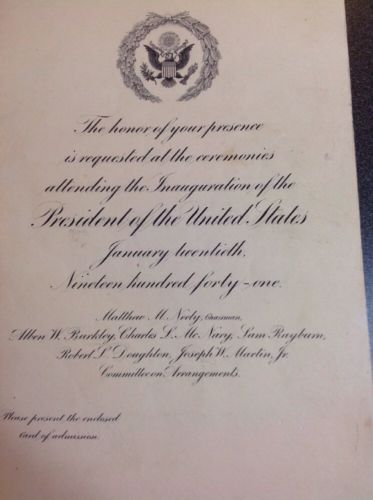 The honor of your presence
is requested at the ceremonies
attending the Inauguration of the
President of the United States
January twentieth,
Nineteen hundred forty-one.
Matthew M. Neely, Chairman,
Alben W. Barkley, Charles L. Mc.Nary, Sam Rayburn,
Robert L. Doughton, Joseph W. Martin, Jr.
Committee on Arrangements.
Please present the enclosed
card of admission.